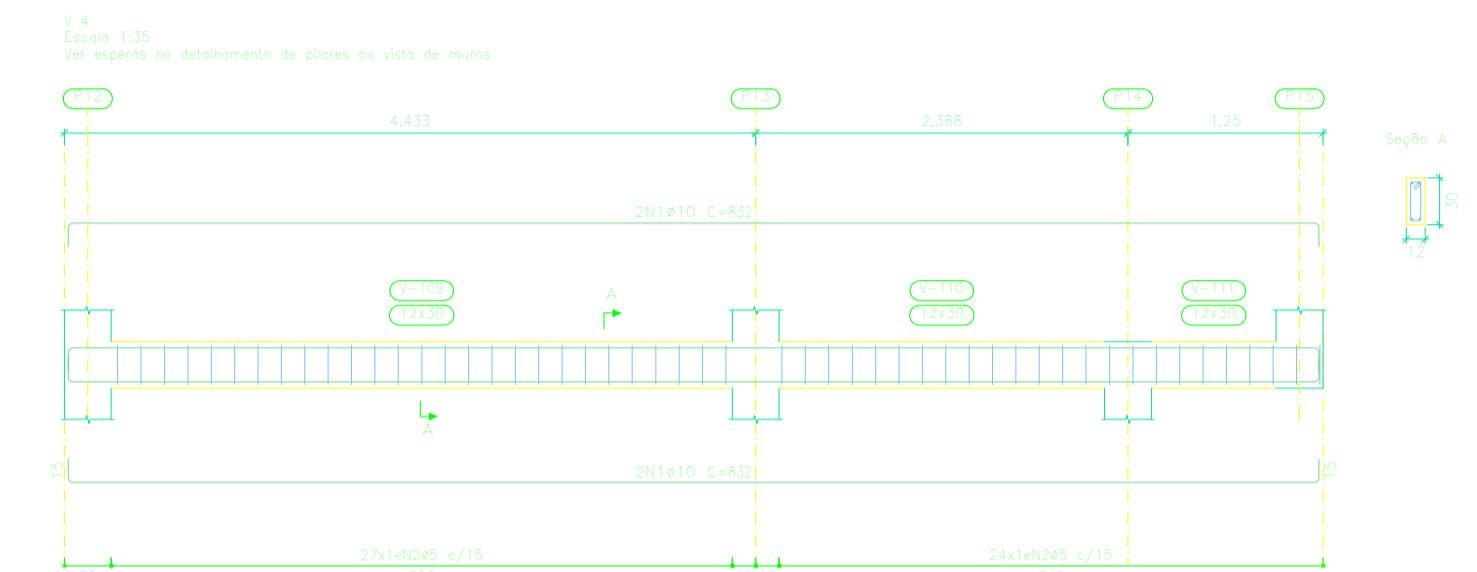 V 4
Escala 1:35
Ver esperas no detalhamento de pilares ou vista de muros
P12
P13
P14
P15
4.433
2.388
1.25
Seção A
30
12
2N1ø10 C=832
V-109
12x30
A
V-110
12x30
V-111
12x30
A
15
2N1ø10 C=832
15
27x1eN2ø5 c/15
24x1eN2ø5 c/15